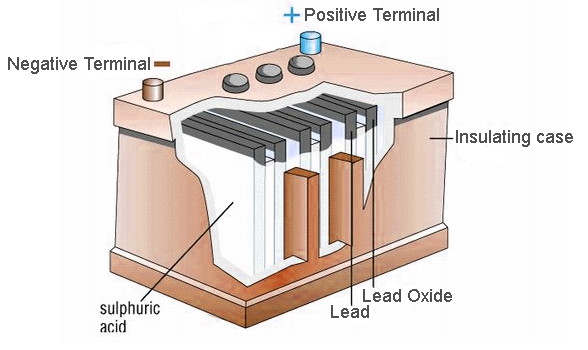 + Positive Terminal
Negative Terminal -
Insulating case
Lead Oxide
Lead
sulphuric
acid